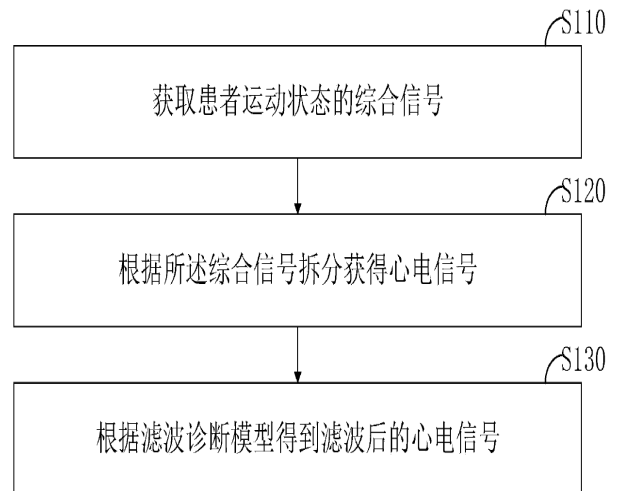 S110
获取患者运动状态的综合信号
S120
根据所述综合信号拆分获得心电信号
S130
根据滤波诊断模型得到滤波后的心电信号